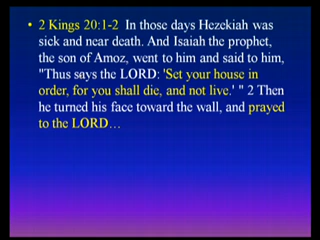 • 2 Kings 20:1-2  In those days Hezekiah was
sick and near death. And Isaiah the prophet,
the son of Amoz, went to him and said to him,
"Thus says the LORD: 'Set your house in
order, for you shall die, and not live.' " 2 Then
he turned his face toward the wall, and prayed
to the LORD…